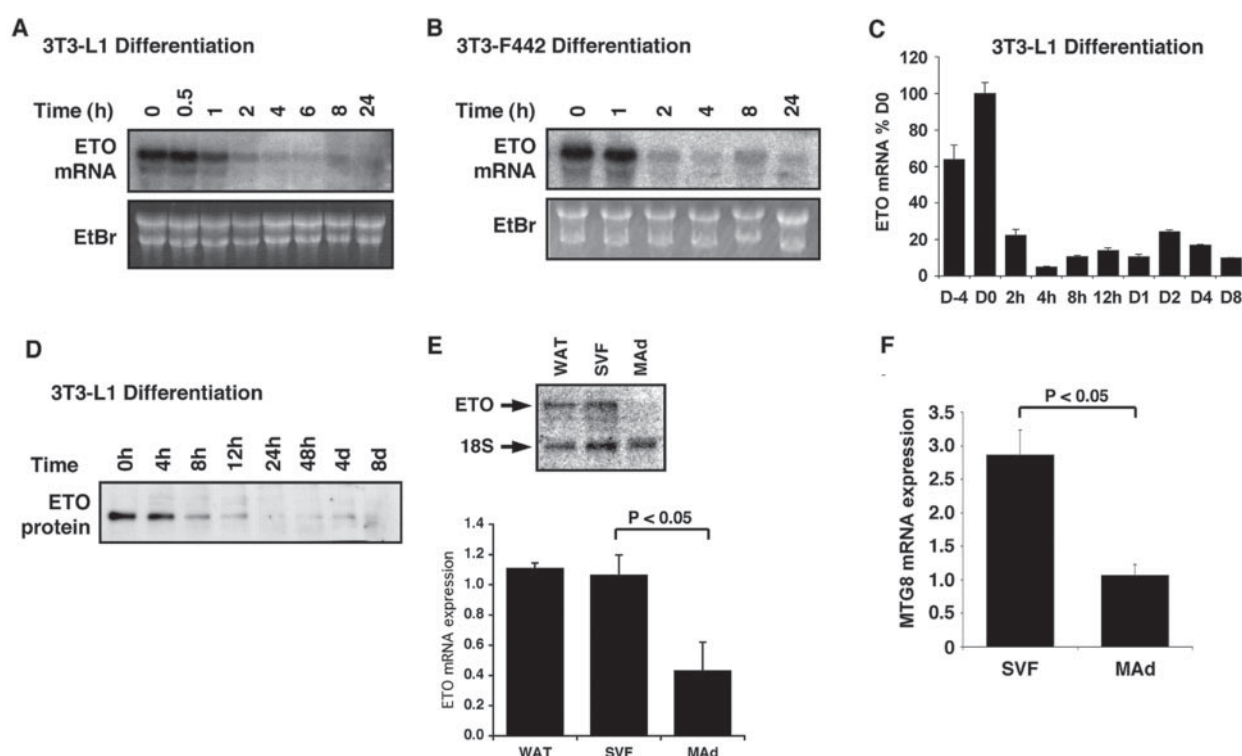 A
3T3-L1 Differentiation
Time (h) 0 0.5 1 2 4 6 8 24
ETO
mRNA
EtBr
B
3T3-F442 Differentiation
Time (h) 0 1 2 4 8 24
ETO
mRNA
EtBr
C
3T3-L1 Differentiation
ETO mRNA % D0
120
100
80
60
40
20
0
D-4 D0 2h 4h 8h 12h D1 D2 D4 D8
D
3T3-L1 Differentiation
Time 0h 4h 8h 12h 24h 48h 4d 8d
ETO
protein
E
WAT SVF MAd
ETO
18S
P < 0.05
ETO mRNA expression
1.4
1.2
1.0
0.8
0.6
0.4
0.2
0.0
WAT SVF MAd
F
P < 0.05
MTG8 mRNA expression
3.5
3.0
2.5
2.0
1.5
1.0
0.5
0
SVF MAd